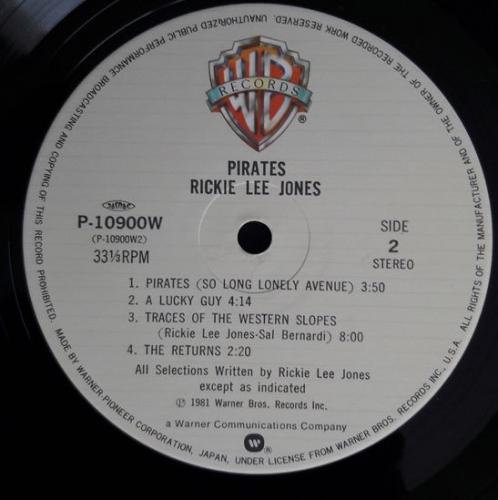 WB
RECORDS
®
PIRATES
RICKIE LEE JONES
P-10900W
(P-10900W2)
33⅓RPM
SIDE
2
STEREO
1. PIRATES (SO LONG LONELY AVENUE) 3:50
2. A LUCKY GUY 4:14
3. TRACES OF THE WESTERN SLOPES
(Rickie Lee Jones-Sal Bernardi) 8:00
4. THE RETURNS 2:20
All Selections Written by Rickie Lee Jones
except as indicated
℗ 1981 Warner Bros. Records Inc.
a Warner Communications Company
W®
MADE BY WARNER-PIONEER CORPORATION, JAPAN, UNDER LICENSE FROM WARNER BROS. RECORDS INC., U.S.A. ALL RIGHTS OF THE MANUFACTURER AND OF THE OWNER OF THE RECORDED WORK RESERVED. UNAUTHORIZED PUBLIC PERFORMANCE BROADCASTING AND COPYING OF THIS RECORD PROHIBITED.